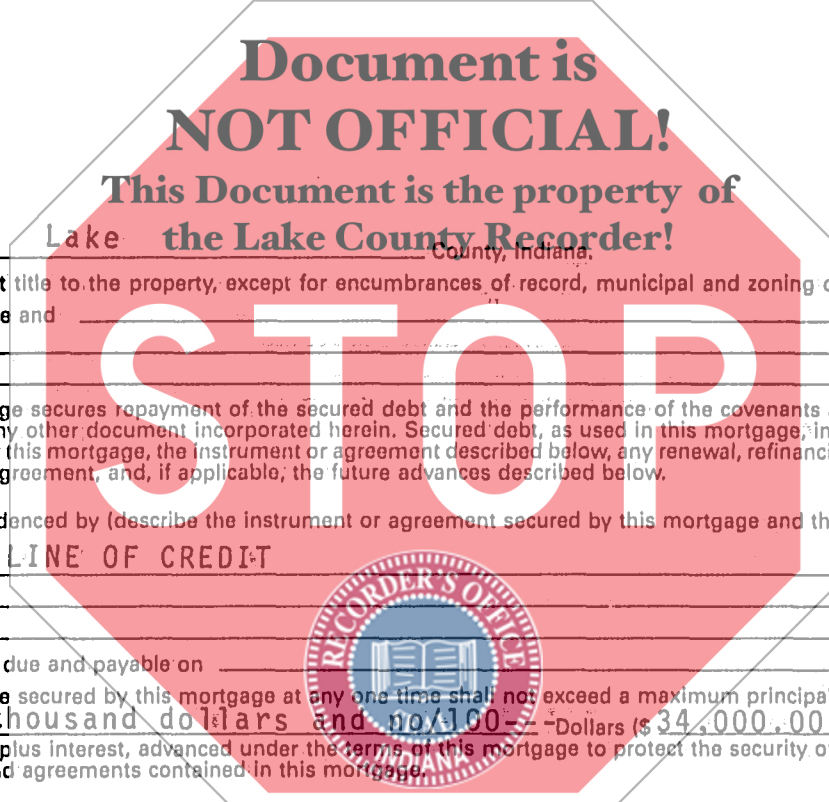 Document is
NOT OFFICIAL!
This Document is the property of
the Lake County Recorder!
Lake County, Indiana.
t title to the property, except for encumbrances of record, municipal and zoning
e and
STOP
ge secures repayment of the secured debt and the performance of the covenants
ny other document incorporated herein. Secured debt, as used in this mortgage, in
this mortgage, the instrument or agreement described below, any renewal, refinanci
greement, and, if applicable, the future advances described below.
denced by (describe the instrument or agreement secured by this mortgage and th
LINE OF CREDIT
RECORDER'S OFFICE
INDIANA
due and payable on
e secured by this mortgage at any one time shall not exceed a maximum principa
housand dollars and no/100---Dollars ($ 34,000.00
plus interest, advanced under the terms of this mortgage to protect the security of
d agreements contained in this mortgage.